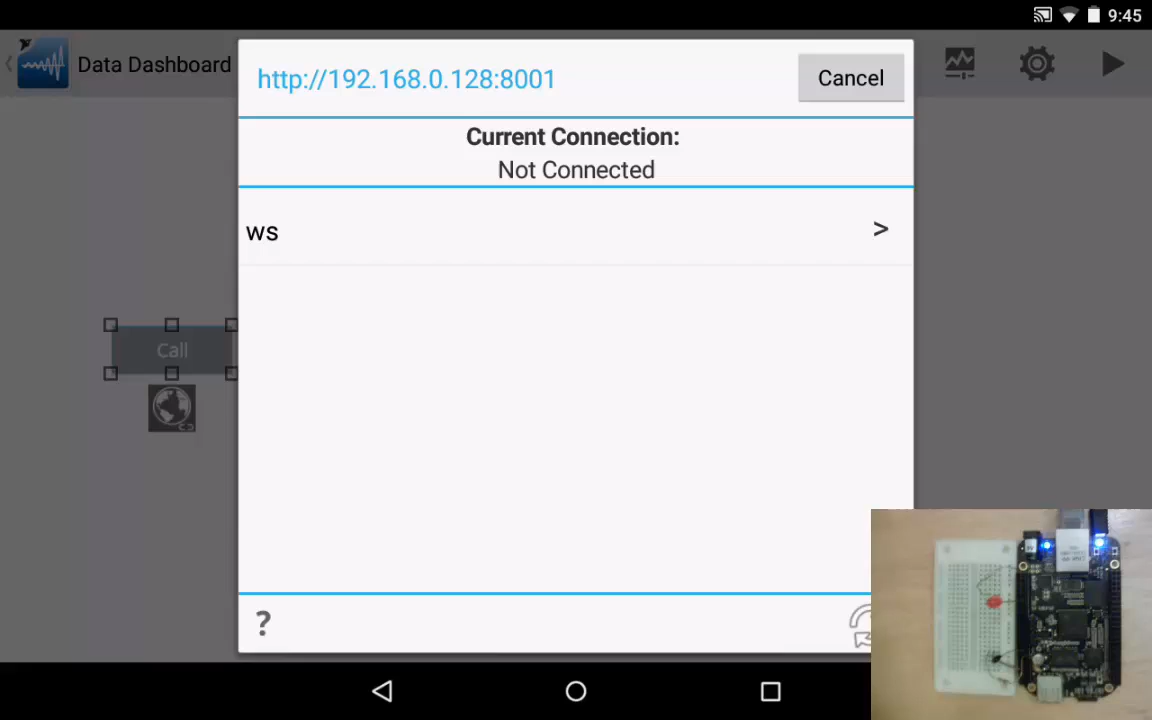 9:45
Data Dashboard
http://192.168.0.128:8001
Cancel
Current Connection:
Not Connected
ws
>
Call
?